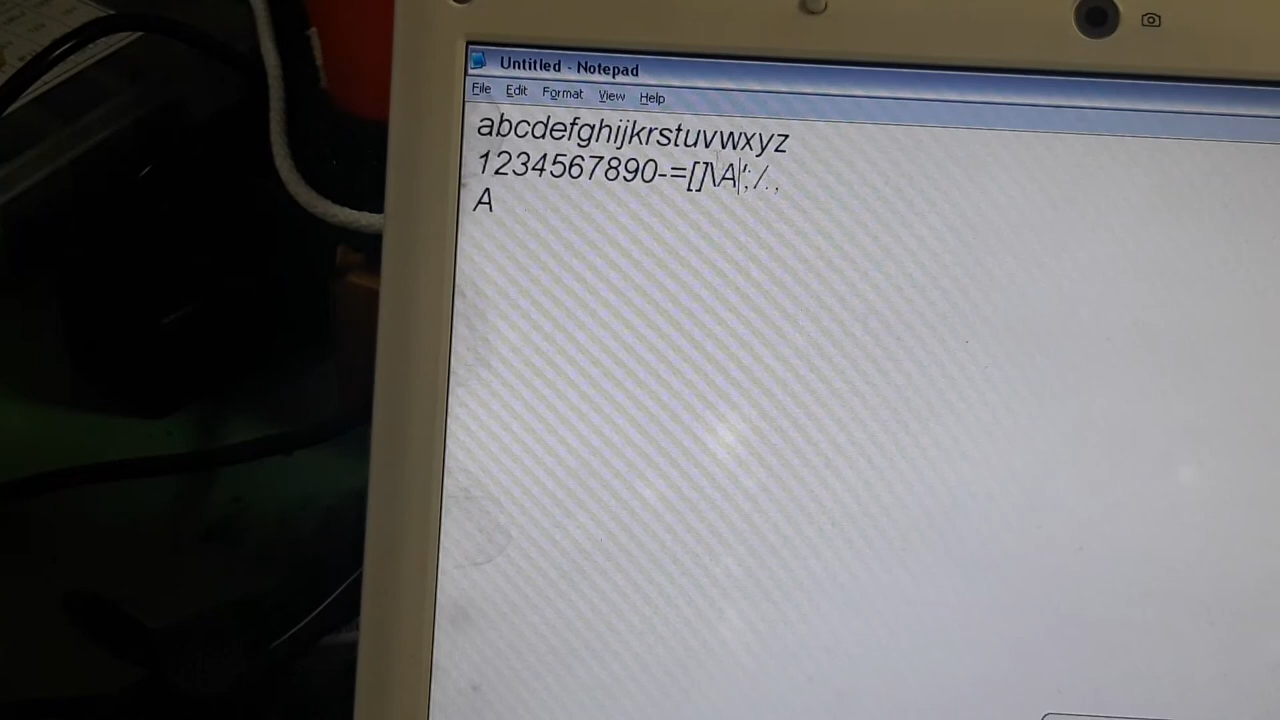 Untitled - Notepad
File Edit Format View Help
abcdefghijkrstuvwxyz
1234567890-=[]\A';/.,
A